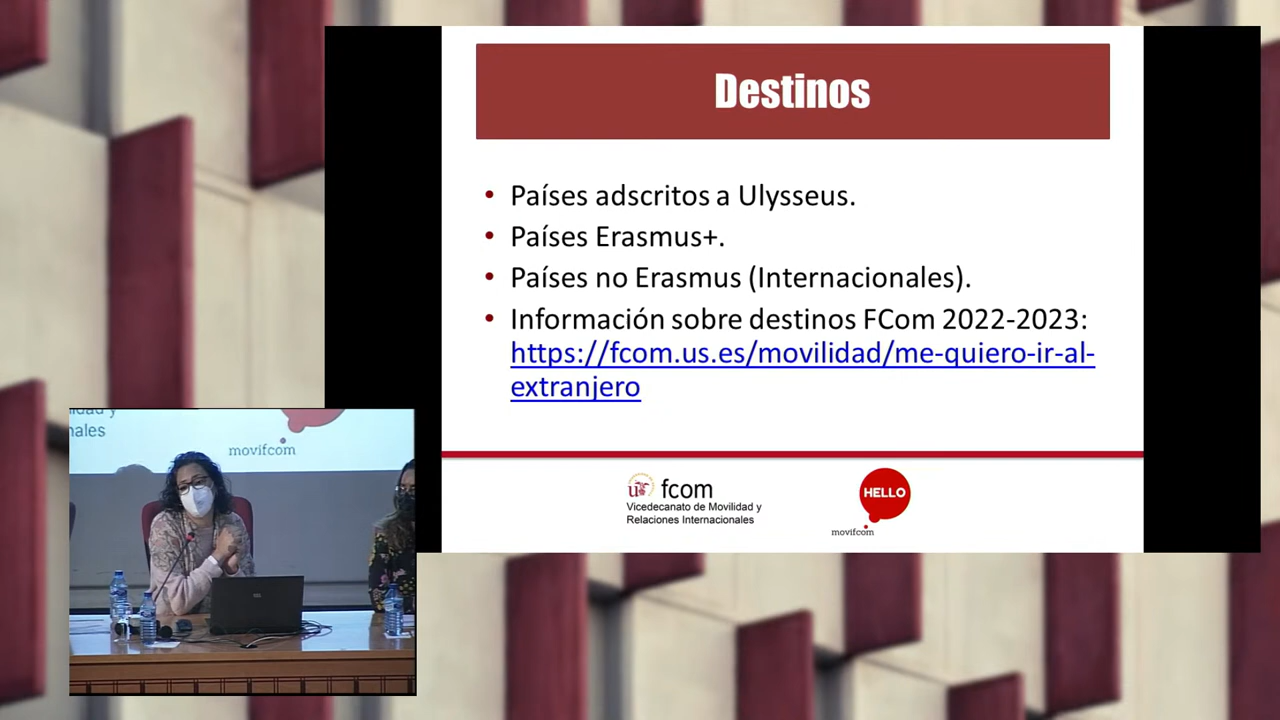 Destinos
• Países adscritos a Ulysseus.
• Países Erasmus+.
• Países no Erasmus (Internacionales).
• Información sobre destinos FCom 2022-2023:
https://fcom.us.es/movilidad/me-quiero-ir-al-
extranjero
fcom
Vicedecanato de Movilidad y
Relaciones Internacionales
HELLO
movifcom
nales
movifcom